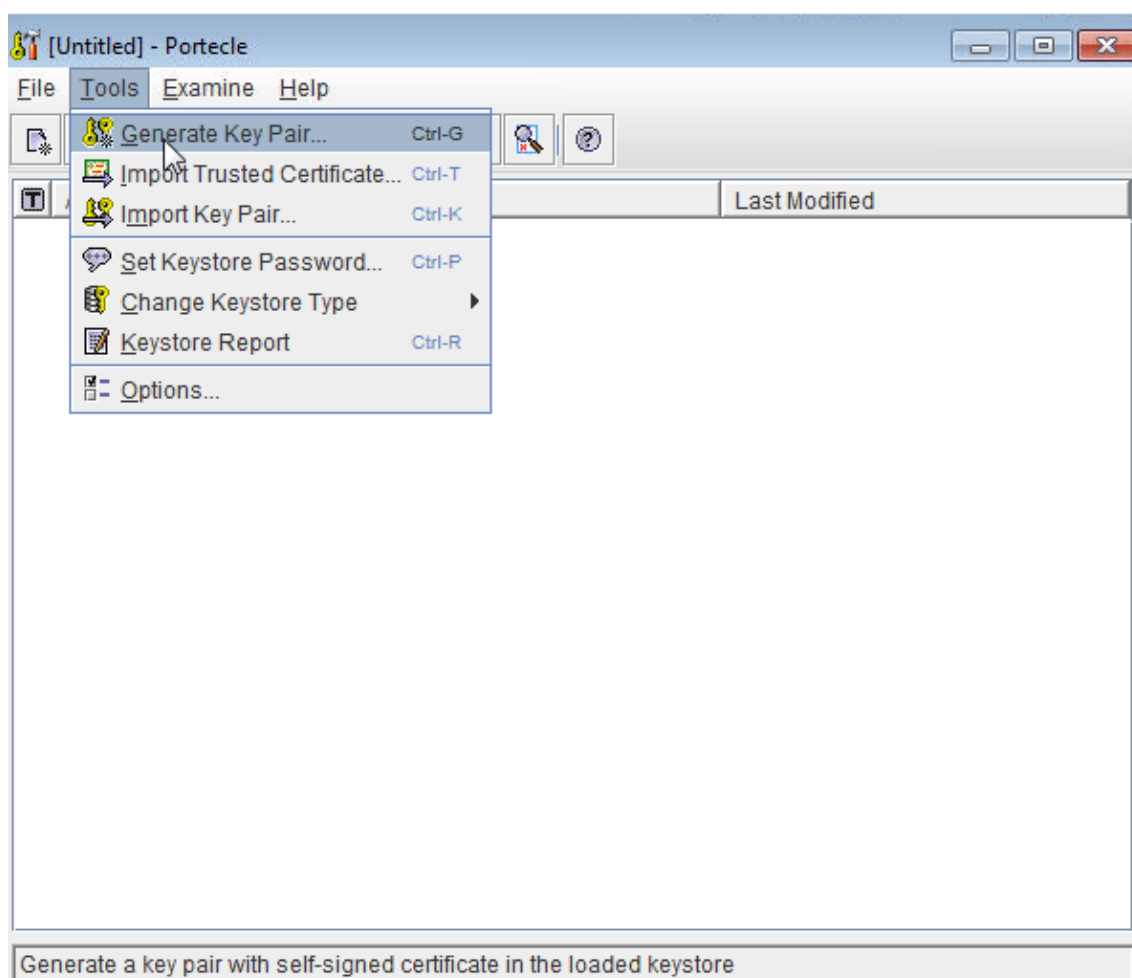 [Untitled] - Portecle
File Tools Examine Help
Generate Key Pair... Ctrl-G
Import Trusted Certificate... Ctrl-T
T Last Modified
Import Key Pair... Ctrl-K
Set Keystore Password... Ctrl-P
Change Keystore Type
Keystore Report Ctrl-R
Options...
Generate a key pair with self-signed certificate in the loaded keystore